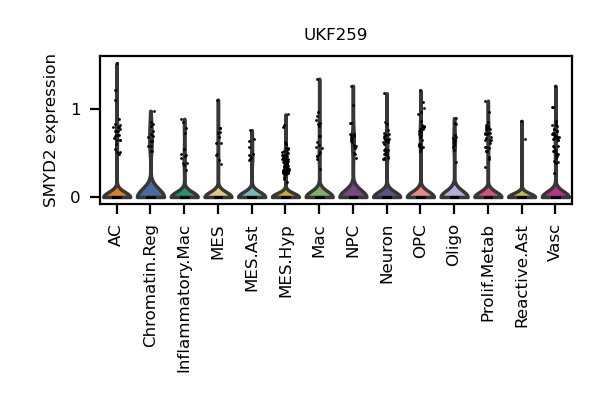 UKF259
SMYD2 expression
1
0
AC
Chromatin.Reg
Inflammatory.Mac
MES
MES.Ast
MES.Hyp
Mac
NPC
Neuron
OPC
Oligo
Prolif.Metab
Reactive.Ast
Vasc